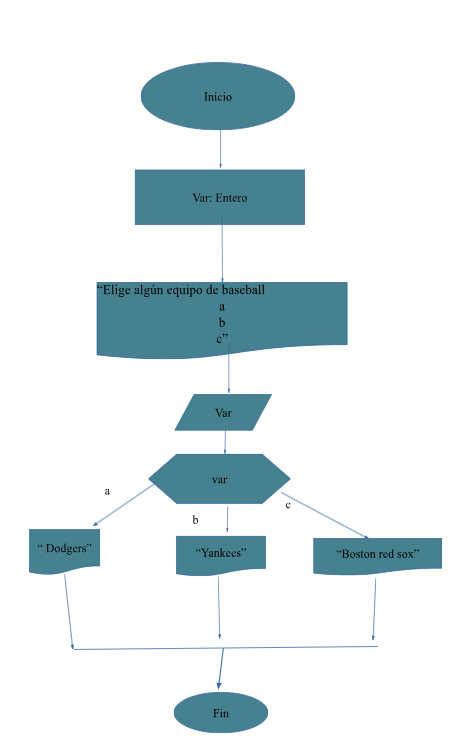 Inicio
Var: Entero
“Elige algún equipo de baseball
a
b
c”
Var
var
a
b
c
“ Dodgers”
“Yankees”
“Boston red sox”
Fin